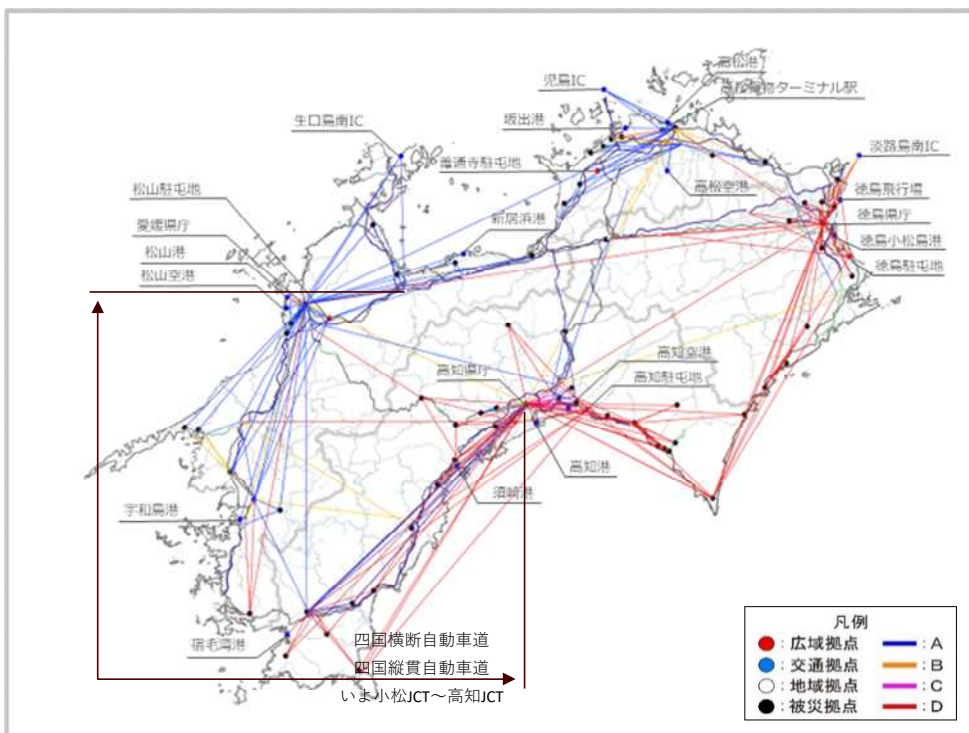 高松港
児島IC
高松貨物ターミナル駅
坂出港
生口島南IC
淡路島南IC
善通寺駐屯地
松山駐屯地
高松空港
徳島飛行場
愛媛県庁
新居浜港
徳島県庁
松山港
徳島小松島港
松山空港
徳島駐屯地
高知空港
高知県庁
高知駐屯地
高知港
須崎港
宇和島港
宿毛湾港
四国横断自動車道
四国縦貫自動車道
いよ小松JCT～高知JCT
凡例
：広域拠点 ：A
：交通拠点 ：B
：地域拠点 ：C
：被災拠点 ：D